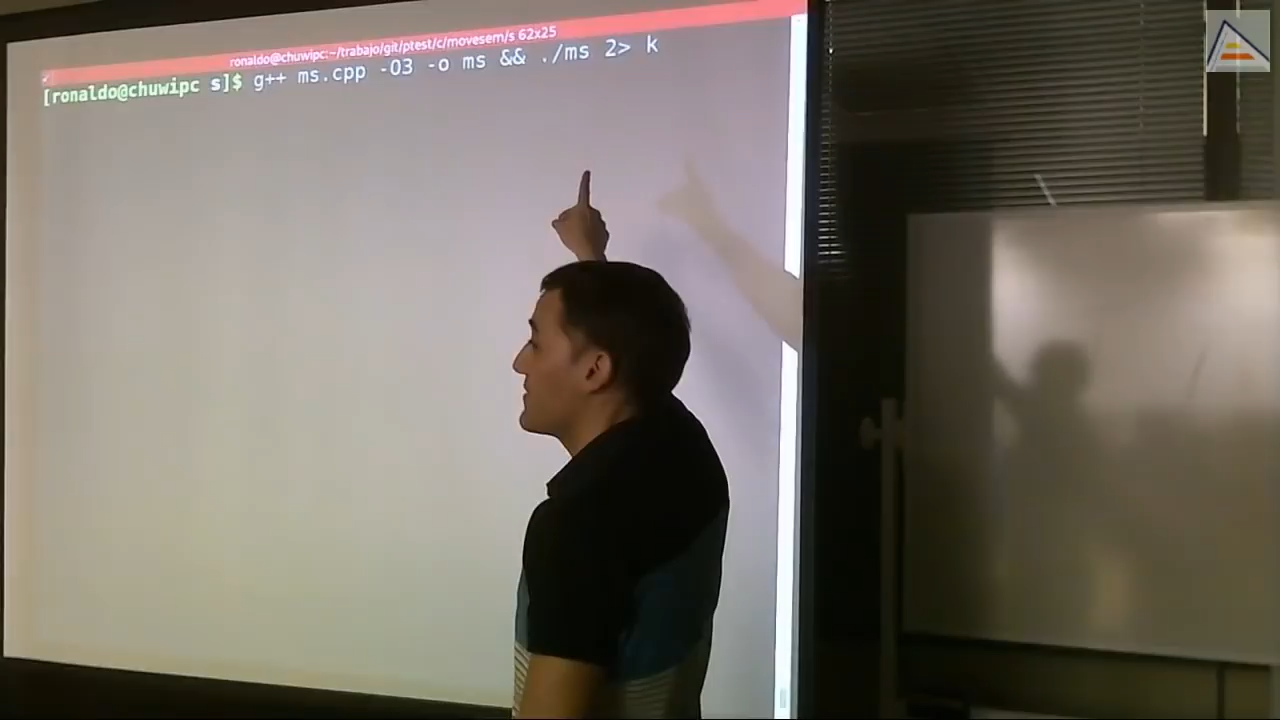 ronaldo@chuwipc:~/trabajo/git/ptest/c/movesem/s 62x25
[ronaldo@chuwipc s]$ g++ ms.cpp -O3 -o ms && ./ms 2> k